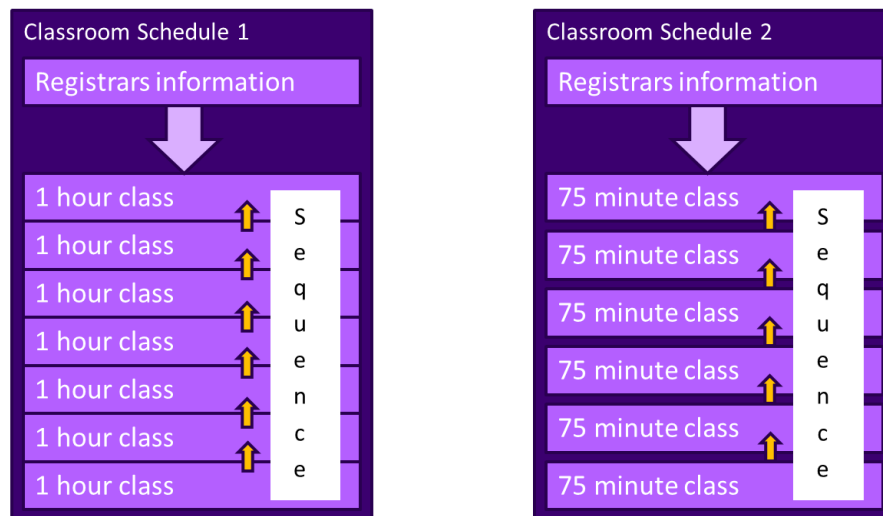 Classroom Schedule 1
Registrars information
1 hour class
1 hour class
1 hour class
1 hour class
1 hour class
1 hour class
1 hour class
S
e
q
u
e
n
c
e
Classroom Schedule 2
Registrars information
75 minute class
75 minute class
75 minute class
75 minute class
75 minute class
75 minute class
S
e
q
u
e
n
c
e